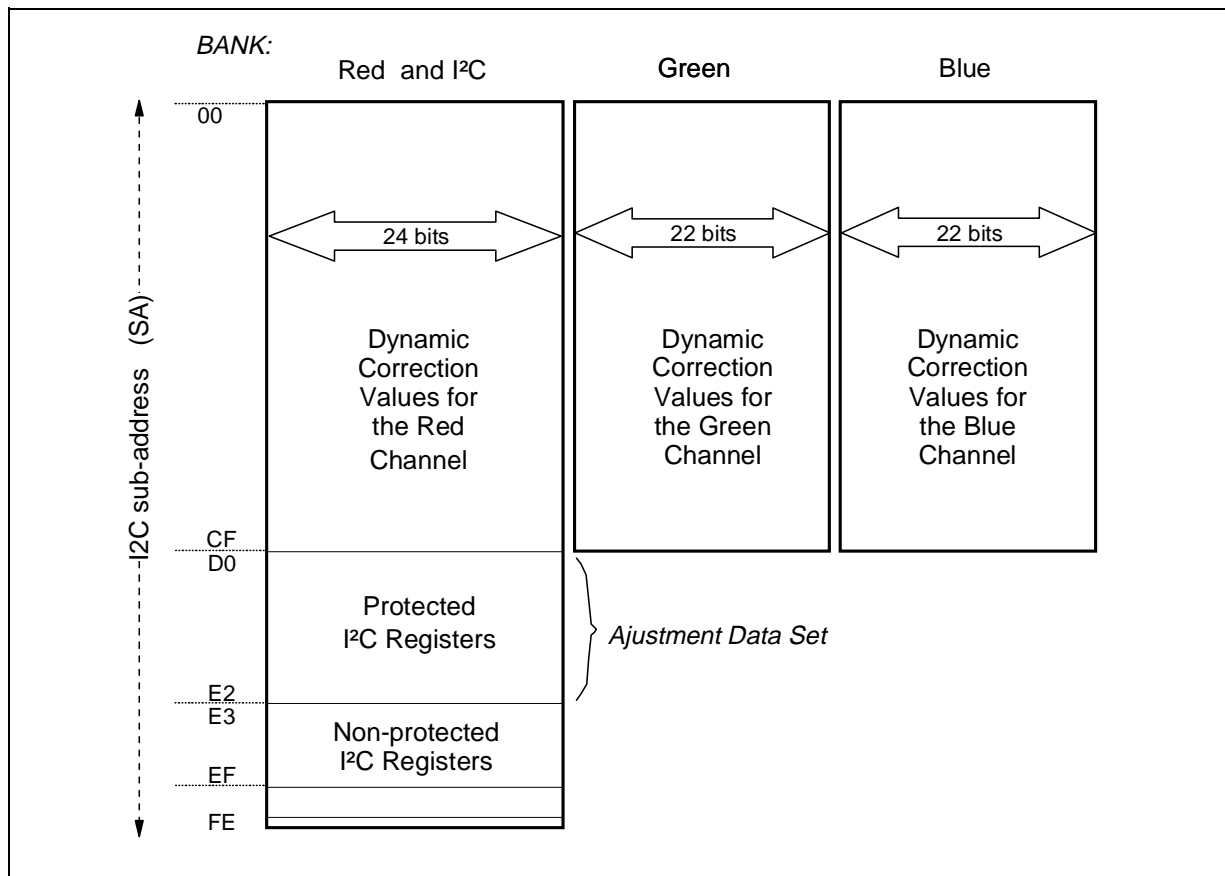 BANK:
Red and I²C
Green
Blue
00
24 bits
22 bits
22 bits
I2C sub-address (SA)
Dynamic
Correction
Values for
the Red
Channel
Dynamic
Correction
Values for
the Green
Channel
Dynamic
Correction
Values for
the Blue
Channel
CF
D0
Protected
I²C Registers
Ajustment Data Set
E2
E3
Non-protected
I²C Registers
EF
FE